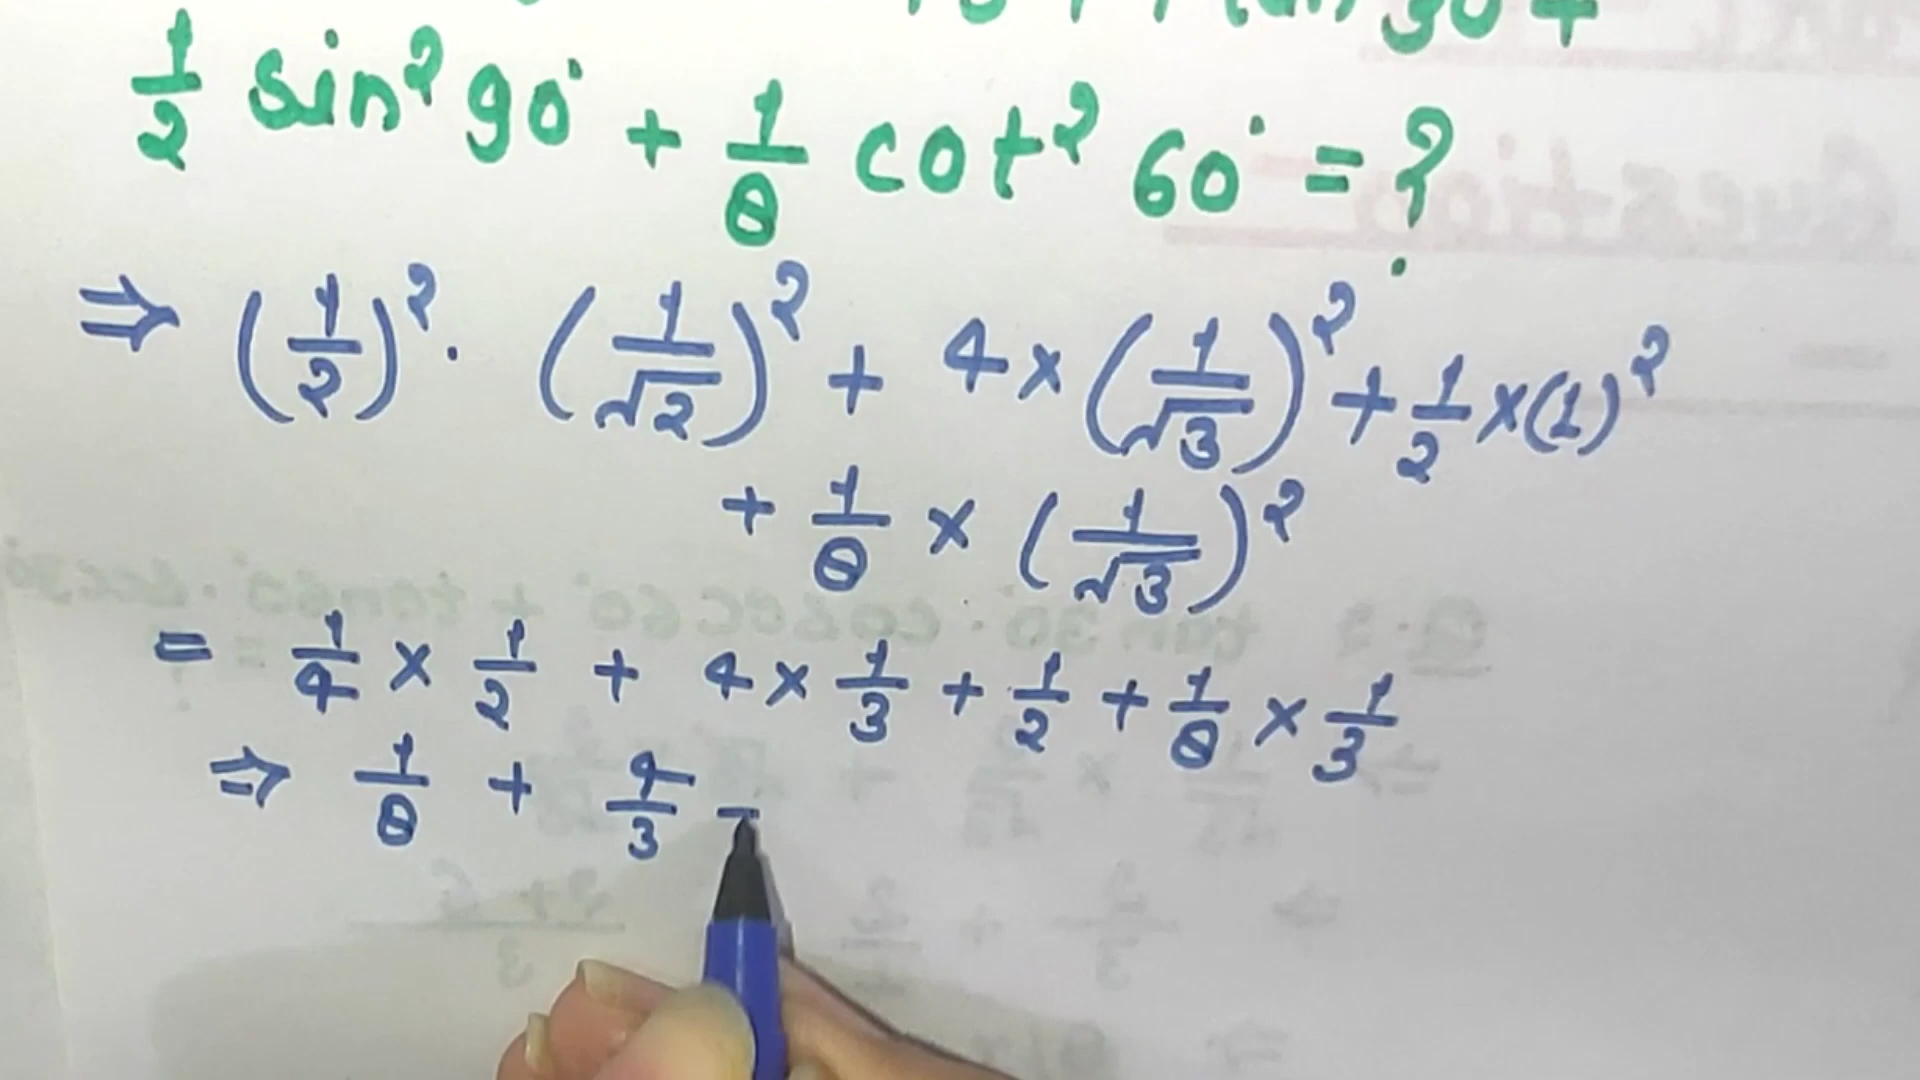 1/2 sin² 90° + 1/8 cot² 60° = ?
⇒ (1/2)² · (1/√2)² + 4 × (1/√3)² + 1/2 × (1)²
+ 1/8 × (1/√3)²
= 1/4 × 1/2 + 4 × 1/3 + 1/2 + 1/8 × 1/3
⇒ 1/8 + 4/3